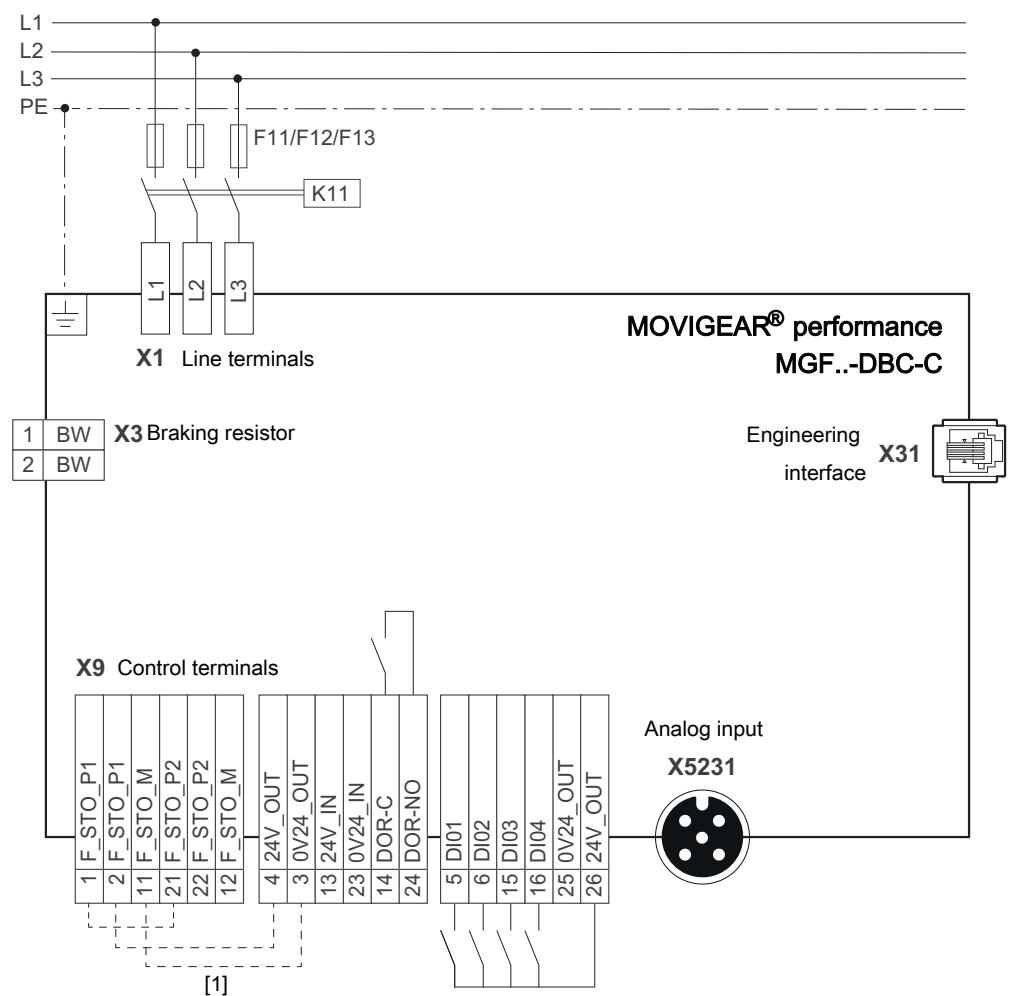 L1
L2
L3
PE
F11/F12/F13
K11
L1
L2
L3
MOVIGEAR® performance
MGF..-DBC-C
X1 Line terminals
1 BW
2 BW
X3 Braking resistor
Engineering
interface
X31
X9 Control terminals
1 F_STO_P1
2 F_STO_P1
11 F_STO_M
21 F_STO_P2
22 F_STO_P2
12 F_STO_M
4 24V_OUT
3 0V24_OUT
13 24V_IN
23 0V24_IN
14 DOR-C
24 DOR-NO
5 DI01
6 DI02
15 DI03
16 DI04
25 0V24_OUT
26 24V_OUT
Analog input
X5231
[1]